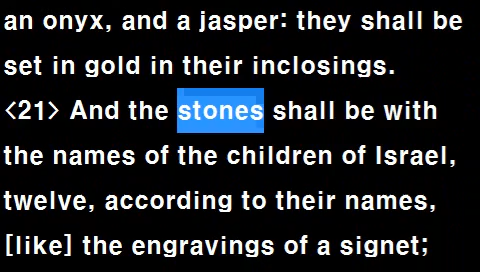 an onyx, and a jasper: they shall be
set in gold in their inclosings.
<21> And the stones shall be with
the names of the children of Israel,
twelve, according to their names,
[like] the engravings of a signet;